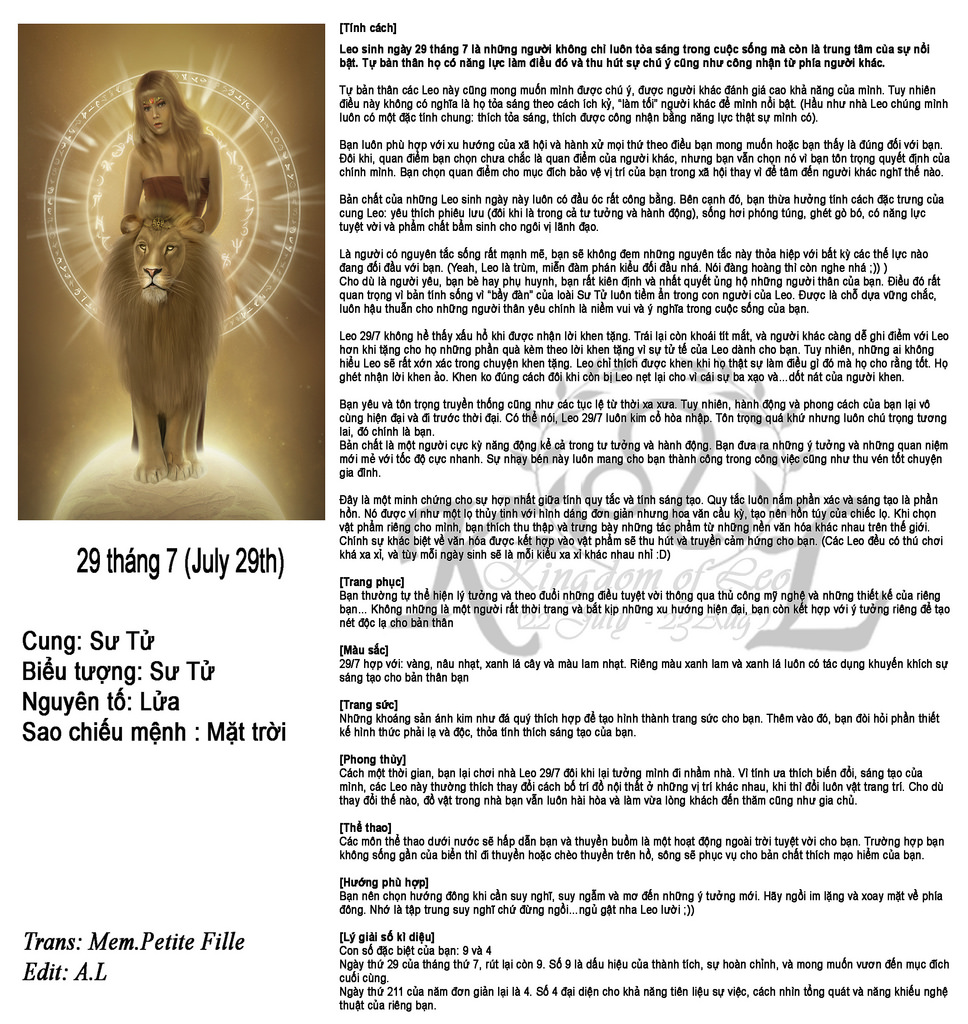 [Tính cách]
Leo sinh ngày 29 tháng 7 là những người không chỉ luôn tỏa sáng trong cuộc sống mà còn là trung tâm của sự nổi
bật. Tự bản thân họ có năng lực làm điều đó và thu hút sự chú ý cũng như công nhận từ phía người khác.
Tự bản thân các Leo này cũng mong muốn mình được chú ý, được người khác đánh giá cao khả năng của mình. Tuy nhiên
điều này không có nghĩa là họ tỏa sáng theo cách ích kỷ, “làm tối” người khác để mình nổi bật. (Hầu như nhà Leo chúng mình
luôn có một đặc tính chung: thích tỏa sáng, thích được công nhận bằng năng lực thật sự mình có).
Bạn luôn phù hợp với xu hướng của xã hội và hành xử mọi thứ theo điều bạn mong muốn hoặc bạn thấy là đúng đối với bạn.
Đôi khi, quan điểm bạn chọn chưa chắc là quan điểm của người khác, nhưng bạn vẫn chọn nó vì bạn tôn trọng quyết định của
chính mình. Bạn chọn quan điểm cho mục đích bảo vệ vị trí của bạn trong xã hội thay vì để tâm đến người khác nghĩ thế nào.
Bản chất của những Leo sinh ngày này luôn có đầu óc rất công bằng. Bên cạnh đó, bạn thừa hưởng tính cách đặc trưng của
cung Leo: yêu thích phiêu lưu (đôi khi là trong cả tư tưởng và hành động), sống hơi phóng túng, ghét gò bó, có năng lực
tuyệt vời và phẩm chất bẩm sinh cho ngôi vị lãnh đạo.
Là người có nguyên tắc sống rất mạnh mẽ, bạn sẽ không đem những nguyên tắc này thỏa hiệp với bất kỳ các thế lực nào
đang đối đầu với bạn. (Yeah, Leo là trùm, miễn đàm phán kiểu đối đầu nhá. Nói đàng hoàng thì còn nghe nhá ;)) )
Cho dù là người yêu, bạn bè hay phụ huynh, bạn rất kiên định và nhất quyết ủng hộ những người thân của bạn. Điều đó rất
quan trọng vì bản tính sống vì “bầy đàn” của loài Sư Tử luôn tiềm ẩn trong con người của Leo. Được là chỗ dựa vững chắc,
luôn hậu thuẫn cho những người thân yêu chính là niềm vui và ý nghĩa trong cuộc sống của bạn.
Leo 29/7 không hề thấy xấu hổ khi được nhận lời khen tặng. Trái lại còn khoái tít mắt, và người khác càng dễ ghi điểm với Leo
hơn khi tặng cho họ những phần quà kèm theo lời khen tặng vì sự tử tế của Leo dành cho bạn. Tuy nhiên, những ai không
hiểu Leo sẽ rất xớn xác trong chuyện khen tặng. Leo chỉ thích được khen khi họ thật sự làm điều gì đó mà họ cho rằng tốt. Họ
ghét nhận lời khen ảo. Khen ko đúng cách đôi khi còn bị Leo nẹt lại cho vì cái sự ba xạo và...dốt nát của người khen.
Bạn yêu và tôn trọng truyền thống cũng như các tục lệ từ thời xa xưa. Tuy nhiên, hành động và phong cách của bạn lại vô
cùng hiện đại và đi trước thời đại. Có thể nói, Leo 29/7 luôn kim cổ hòa nhập. Tôn trọng quá khứ nhưng luôn chú trọng tương
lai, đó chính là bạn.
Bản chất là một người cực kỳ năng động kể cả trong tư tưởng và hành động. Bạn đưa ra những ý tưởng và những quan niệm
mới mẻ với tốc độ cực nhanh. Sự nhạy bén này luôn mang cho bạn thành công trong công việc cũng như thu vén tốt chuyện
gia đình.
Đây là một minh chứng cho sự hợp nhất giữa tính quy tắc và tính sáng tạo. Quy tắc luôn nắm phần xác và sáng tạo là phần
hồn. Nó được ví như một lọ thủy tinh với hình dáng đơn giản nhưng hoa văn cầu kỳ, tạo nên hồn túy của chiếc lọ. Khi chọn
vật phẩm riêng cho mình, bạn thích thu thập và trưng bày những tác phẩm từ những nền văn hóa khác nhau trên thế giới.
Chính sự khác biệt về văn hóa được kết hợp vào vật phẩm sẽ thu hút và truyền cảm hứng cho bạn. (Các Leo đều có thú chơi
khá xa xỉ, và tùy mỗi ngày sinh sẽ là mỗi kiểu xa xỉ khác nhau nhỉ :D)
29 tháng 7 (July 29th)
Cung: Sư Tử
Biểu tượng: Sư Tử
Nguyên tố: Lửa
Sao chiếu mệnh : Mặt trời
Royal
Kingdom of Leo
(22 July - 23 Aug)
[Trang phục]
Bạn thường tự thể hiện lý tưởng và theo đuổi những điều tuyệt vời thông qua thủ công mỹ nghệ và những thiết kế của riêng
bạn... Không những là một người rất thời trang và bắt kịp những xu hướng hiện đại, bạn còn kết hợp với ý tưởng riêng để tạo
nét độc lạ cho bản thân
[Màu sắc]
29/7 hợp với: vàng, nâu nhạt, xanh lá cây và màu lam nhạt. Riêng màu xanh lam và xanh lá luôn có tác dụng khuyến khích sự
sáng tạo cho bản thân bạn
[Trang sức]
Những khoáng sản ánh kim như đá quý thích hợp để tạo hình thành trang sức cho bạn. Thêm vào đó, bạn đòi hỏi phần thiết
kế hình thức phải lạ và độc, thỏa tính thích sáng tạo của bạn.
[Phong thủy]
Cách một thời gian, bạn lại chơi nhà Leo 29/7 đôi khi lại tưởng mình đi nhầm nhà. Vì tính ưa thích biến đổi, sáng tạo của
mình, các Leo này thường thích thay đổi cách bố trí đồ nội thất ở những vị trí khác nhau, khi thì đổi luôn vật trang trí. Cho dù
thay đổi thế nào, đồ vật trong nhà bạn vẫn luôn hài hòa và làm vừa lòng khách đến thăm cũng như gia chủ.
[Thể thao]
Các môn thể thao dưới nước sẽ hấp dẫn bạn và thuyền buồm là một hoạt động ngoài trời tuyệt vời cho bạn. Trường hợp bạn
không sống gần của biển thì đi thuyền hoặc chèo thuyền trên hồ, sông sẽ phục vụ cho bản chất thích mạo hiểm của bạn.
[Hướng phù hợp]
Bạn nên chọn hướng đông khi cần suy nghĩ, suy ngẫm và mơ đến những ý tưởng mới. Hãy ngồi im lặng và xoay mặt về phía
đông. Nhớ là tập trung suy nghĩ chứ đừng ngồi...ngủ gật nha Leo lười ;))
[Lý giải số kì diệu]
Con số đặc biệt của bạn: 9 và 4
Ngày thứ 29 của tháng thứ 7, rút lại còn 9. Số 9 là dấu hiệu của thành tích, sự hoàn chỉnh, và mong muốn vươn đến mục đích
cuối cùng.
Ngày thứ 211 của năm đơn giản lại là 4. Số 4 đại diện cho khả năng tiên liệu sự việc, cách nhìn tổng quát và năng khiếu nghệ
thuật của riêng bạn.
Trans: Mem.Petite Fille
Edit: A.L